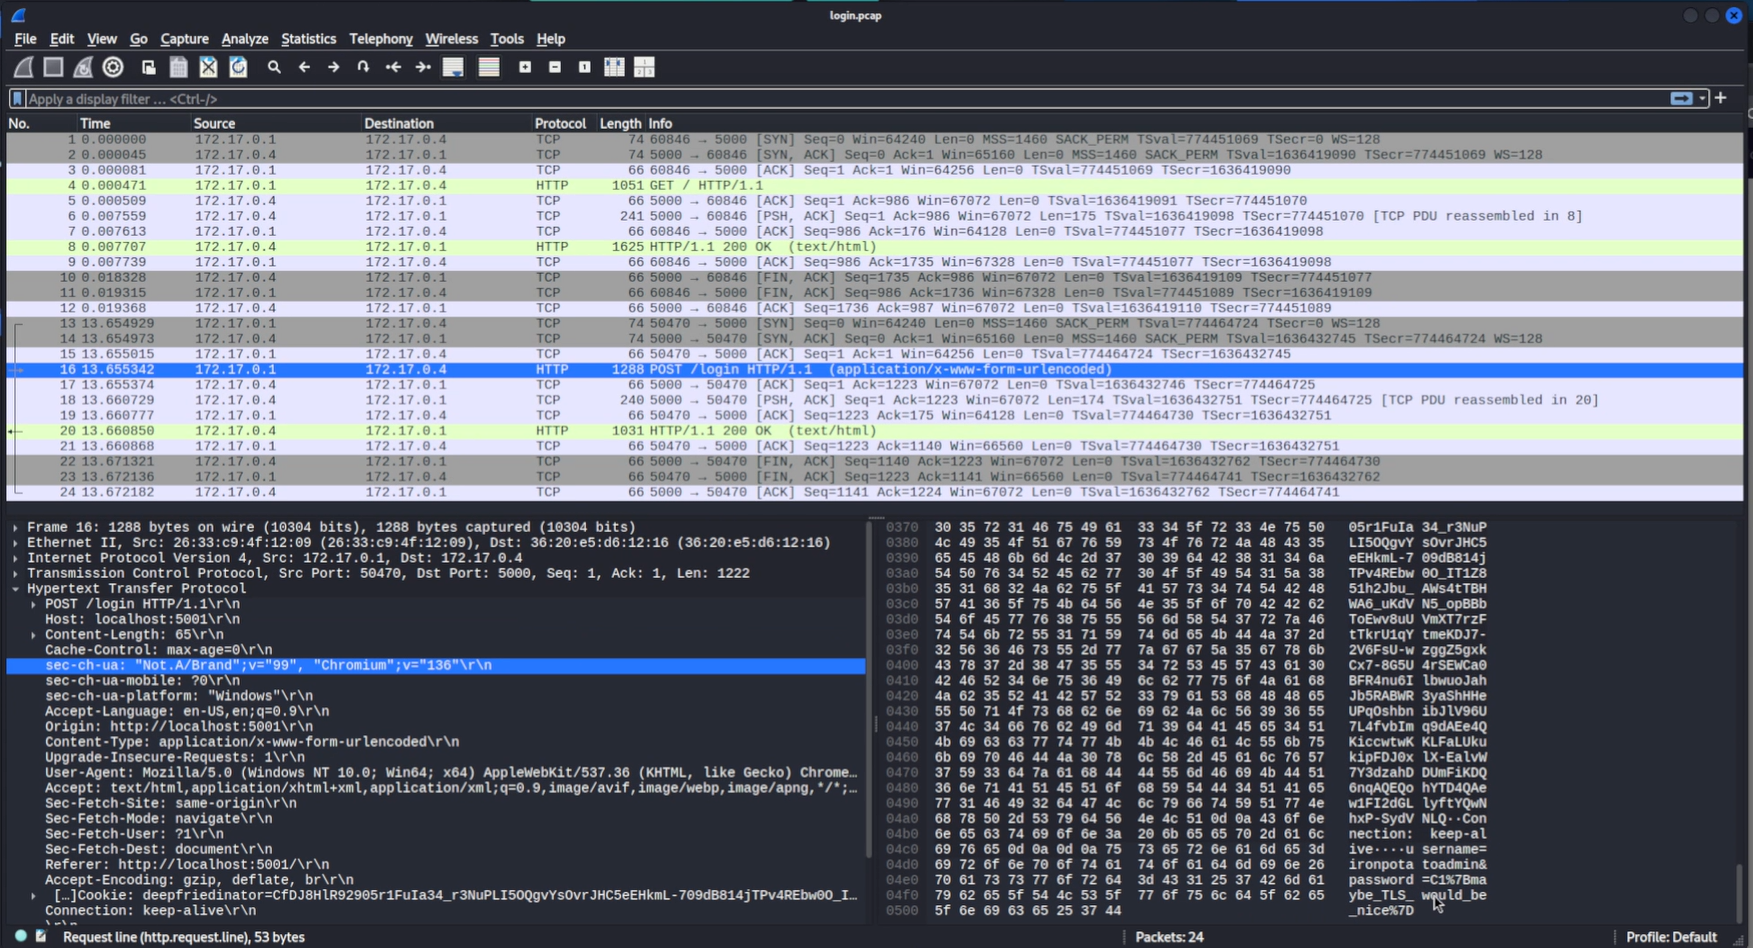 login.pcap
File Edit View Go Capture Analyze Statistics Telephony Wireless Tools Help
Apply a display filter ... <Ctrl-/>
No. Time Source Destination Protocol Length Info
1 0.000000 172.17.0.1 172.17.0.4 TCP 74 60846 → 5000 [SYN] Seq=0 Win=64240 Len=0 MSS=1460 SACK_PERM TSval=774451069 TSecr=0 WS=128
2 0.000045 172.17.0.4 172.17.0.1 TCP 74 5000 → 60846 [SYN, ACK] Seq=0 Ack=1 Win=65160 Len=0 MSS=1460 SACK_PERM TSval=1636419090 TSecr=774451069 WS=128
3 0.000081 172.17.0.1 172.17.0.4 TCP 66 60846 → 5000 [ACK] Seq=1 Ack=1 Win=64256 Len=0 TSval=774451069 TSecr=1636419090
4 0.000471 172.17.0.1 172.17.0.4 HTTP 1051 GET / HTTP/1.1
5 0.000509 172.17.0.4 172.17.0.1 TCP 66 5000 → 60846 [ACK] Seq=1 Ack=986 Win=67072 Len=0 TSval=1636419091 TSecr=774451070
6 0.007559 172.17.0.4 172.17.0.1 TCP 241 5000 → 60846 [PSH, ACK] Seq=1 Ack=986 Win=67072 Len=175 TSval=1636419098 TSecr=774451070 [TCP PDU reassembled in 8]
7 0.007613 172.17.0.1 172.17.0.4 TCP 66 60846 → 5000 [ACK] Seq=986 Ack=176 Win=64128 Len=0 TSval=774451077 TSecr=1636419098
8 0.007707 172.17.0.4 172.17.0.1 HTTP 1625 HTTP/1.1 200 OK (text/html)
9 0.007739 172.17.0.1 172.17.0.4 TCP 66 60846 → 5000 [ACK] Seq=986 Ack=1735 Win=67328 Len=0 TSval=774451077 TSecr=1636419098
10 0.018328 172.17.0.4 172.17.0.1 TCP 66 5000 → 60846 [FIN, ACK] Seq=1735 Ack=986 Win=67072 Len=0 TSval=1636419109 TSecr=774451077
11 0.019315 172.17.0.1 172.17.0.4 TCP 66 60846 → 5000 [FIN, ACK] Seq=986 Ack=1736 Win=67328 Len=0 TSval=774451089 TSecr=1636419109
12 0.019368 172.17.0.4 172.17.0.1 TCP 66 5000 → 60846 [ACK] Seq=1736 Ack=987 Win=67072 Len=0 TSval=1636419110 TSecr=774451089
13 13.654929 172.17.0.1 172.17.0.4 TCP 74 50470 → 5000 [SYN] Seq=0 Win=64240 Len=0 MSS=1460 SACK_PERM TSval=774464724 TSecr=0 WS=128
14 13.654973 172.17.0.4 172.17.0.1 TCP 74 5000 → 50470 [SYN, ACK] Seq=0 Ack=1 Win=65160 Len=0 MSS=1460 SACK_PERM TSval=1636432745 TSecr=774464724 WS=128
15 13.655015 172.17.0.1 172.17.0.4 TCP 66 50470 → 5000 [ACK] Seq=1 Ack=1 Win=64256 Len=0 TSval=774464724 TSecr=1636432745
16 13.655342 172.17.0.1 172.17.0.4 HTTP 1288 POST /login HTTP/1.1 (application/x-www-form-urlencoded)
17 13.655374 172.17.0.4 172.17.0.1 TCP 66 5000 → 50470 [ACK] Seq=1 Ack=1223 Win=67072 Len=0 TSval=1636432746 TSecr=774464725
18 13.660729 172.17.0.4 172.17.0.1 TCP 240 5000 → 50470 [PSH, ACK] Seq=1 Ack=1223 Win=67072 Len=174 TSval=1636432751 TSecr=774464725 [TCP PDU reassembled in 20]
19 13.660777 172.17.0.1 172.17.0.4 TCP 66 50470 → 5000 [ACK] Seq=1223 Ack=175 Win=64128 Len=0 TSval=774464730 TSecr=1636432751
20 13.660850 172.17.0.4 172.17.0.1 HTTP 1031 HTTP/1.1 200 OK (text/html)
21 13.660868 172.17.0.1 172.17.0.4 TCP 66 50470 → 5000 [ACK] Seq=1223 Ack=1140 Win=66560 Len=0 TSval=774464730 TSecr=1636432751
22 13.671321 172.17.0.4 172.17.0.1 TCP 66 5000 → 50470 [FIN, ACK] Seq=1140 Ack=1223 Win=67072 Len=0 TSval=1636432762 TSecr=774464730
23 13.672136 172.17.0.1 172.17.0.4 TCP 66 50470 → 5000 [FIN, ACK] Seq=1223 Ack=1141 Win=66560 Len=0 TSval=774464741 TSecr=1636432762
24 13.672182 172.17.0.4 172.17.0.1 TCP 66 5000 → 50470 [ACK] Seq=1141 Ack=1224 Win=67072 Len=0 TSval=1636432762 TSecr=774464741
Frame 16: 1288 bytes on wire (10304 bits), 1288 bytes captured (10304 bits)
Ethernet II, Src: 26:33:c9:4f:12:09 (26:33:c9:4f:12:09), Dst: 36:20:e5:d6:12:16 (36:20:e5:d6:12:16)
Internet Protocol Version 4, Src: 172.17.0.1, Dst: 172.17.0.4
Transmission Control Protocol, Src Port: 50470, Dst Port: 5000, Seq: 1, Ack: 1, Len: 1222
Hypertext Transfer Protocol
POST /login HTTP/1.1\r\n
Host: localhost:5001\r\n
Content-Length: 65\r\n
Cache-Control: max-age=0\r\n
sec-ch-ua: "Not.A/Brand";v="99", "Chromium";v="136"\r\n
sec-ch-ua-mobile: ?0\r\n
sec-ch-ua-platform: "Windows"\r\n
Accept-Language: en-US,en;q=0.9\r\n
Origin: http://localhost:5001\r\n
Content-Type: application/x-www-form-urlencoded\r\n
Upgrade-Insecure-Requests: 1\r\n
User-Agent: Mozilla/5.0 (Windows NT 10.0; Win64; x64) AppleWebKit/537.36 (KHTML, like Gecko) Chrome…
Accept: text/html,application/xhtml+xml,application/xml;q=0.9,image/avif,image/webp,image/apng,*/*;…
Sec-Fetch-Site: same-origin\r\n
Sec-Fetch-Mode: navigate\r\n
Sec-Fetch-User: ?1\r\n
Sec-Fetch-Dest: document\r\n
Referer: http://localhost:5001/\r\n
Accept-Encoding: gzip, deflate, br\r\n
[…]Cookie: deepfriedinator=CfDJ8HlR92905r1FuIa34_r3NuPLI5OQgvYsOvrJHC5eEHkmL-709dB814jTPv4REbw0O_I…
Connection: keep-alive\r\n
\r\n
0370 30 35 72 31 46 75 49 61 33 34 5f 72 33 4e 75 50 05r1FuIa 34_r3NuP
0380 4c 49 35 4f 51 67 76 59 73 4f 76 72 4a 48 43 35 LI5OQgvY sOvrJHC5
0390 65 45 48 6b 6d 4c 2d 37 30 39 64 42 38 31 34 6a eEHkmL-7 09dB814j
03a0 54 50 76 34 52 45 62 77 30 4f 5f 49 54 31 5a 38 TPv4REbw 0O_IT1Z8
03b0 35 31 68 32 4a 62 75 5f 41 57 73 34 74 54 42 48 51h2Jbu_ AWs4tTBH
03c0 57 41 36 5f 75 4b 64 56 4e 35 5f 6f 70 42 42 62 WA6_uKdV N5_opBBb
03d0 54 6f 45 77 76 38 75 55 56 6d 58 54 37 72 7a 46 ToEwv8uU VmXT7rzF
03e0 74 54 6b 72 55 31 71 59 74 6d 65 4b 44 4a 37 2d tTkrU1qY tmeKDJ7-
03f0 32 56 36 46 73 55 2d 77 7a 67 67 5a 35 67 78 6b 2V6FsU-w zggZ5gxk
0400 43 78 37 2d 38 47 35 55 34 72 53 45 57 43 61 30 Cx7-8G5U 4rSEWCa0
0410 42 46 52 34 6e 75 36 49 6c 62 77 75 6f 4a 61 68 BFR4nu6I lbwuoJah
0420 4a 62 35 52 41 42 57 52 33 79 61 53 68 48 48 65 Jb5RABWR 3yaShHHe
0430 55 50 71 4f 73 68 62 6e 69 62 4a 6c 56 39 36 55 UPqOshbn ibJlV96U
0440 37 4c 34 66 76 62 49 6d 71 39 64 41 45 65 34 51 7L4fvbIm q9dAEe4Q
0450 4b 69 63 63 77 74 77 4b 4b 4c 46 61 4c 55 6b 75 KiccwtwK KLFaLUku
0460 6b 69 70 46 44 4a 30 78 6c 58 2d 45 61 6c 76 57 kipFDJ0x lX-EalvW
0470 37 59 33 64 7a 61 68 44 44 55 6d 46 69 4b 44 51 7Y3dzahD DUmFiKDQ
0480 36 6e 71 41 51 45 51 6f 68 59 54 44 34 51 41 65 6nqAQEQo hYTD4QAe
0490 77 31 46 49 32 64 47 4c 6c 79 66 74 59 51 77 4e w1FI2dGL lyftYQwN
04a0 68 78 50 2d 53 79 64 56 4e 4c 51 0d 0a 43 6f 6e hxP-SydV NLQ··Con
04b0 6e 65 63 74 69 6f 6e 3a 20 6b 65 65 70 2d 61 6c nection: keep-al
04c0 69 76 65 0d 0a 0d 0a 75 73 65 72 6e 61 6d 65 3d ive····u sername=
04d0 69 72 6f 6e 70 6f 74 61 74 6f 61 64 6d 69 6e 26 ironpota toadmin&
04e0 70 61 73 73 77 6f 72 64 3d 43 31 25 37 42 6d 61 password =C1%7Bma
04f0 79 62 65 5f 54 4c 53 5f 77 6f 75 6c 64 5f 62 65 ybe_TLS_ would_be
0500 5f 6e 69 63 65 25 37 44 _nice%7D
Request line (http.request.line), 53 bytes
Packets: 24
Profile: Default